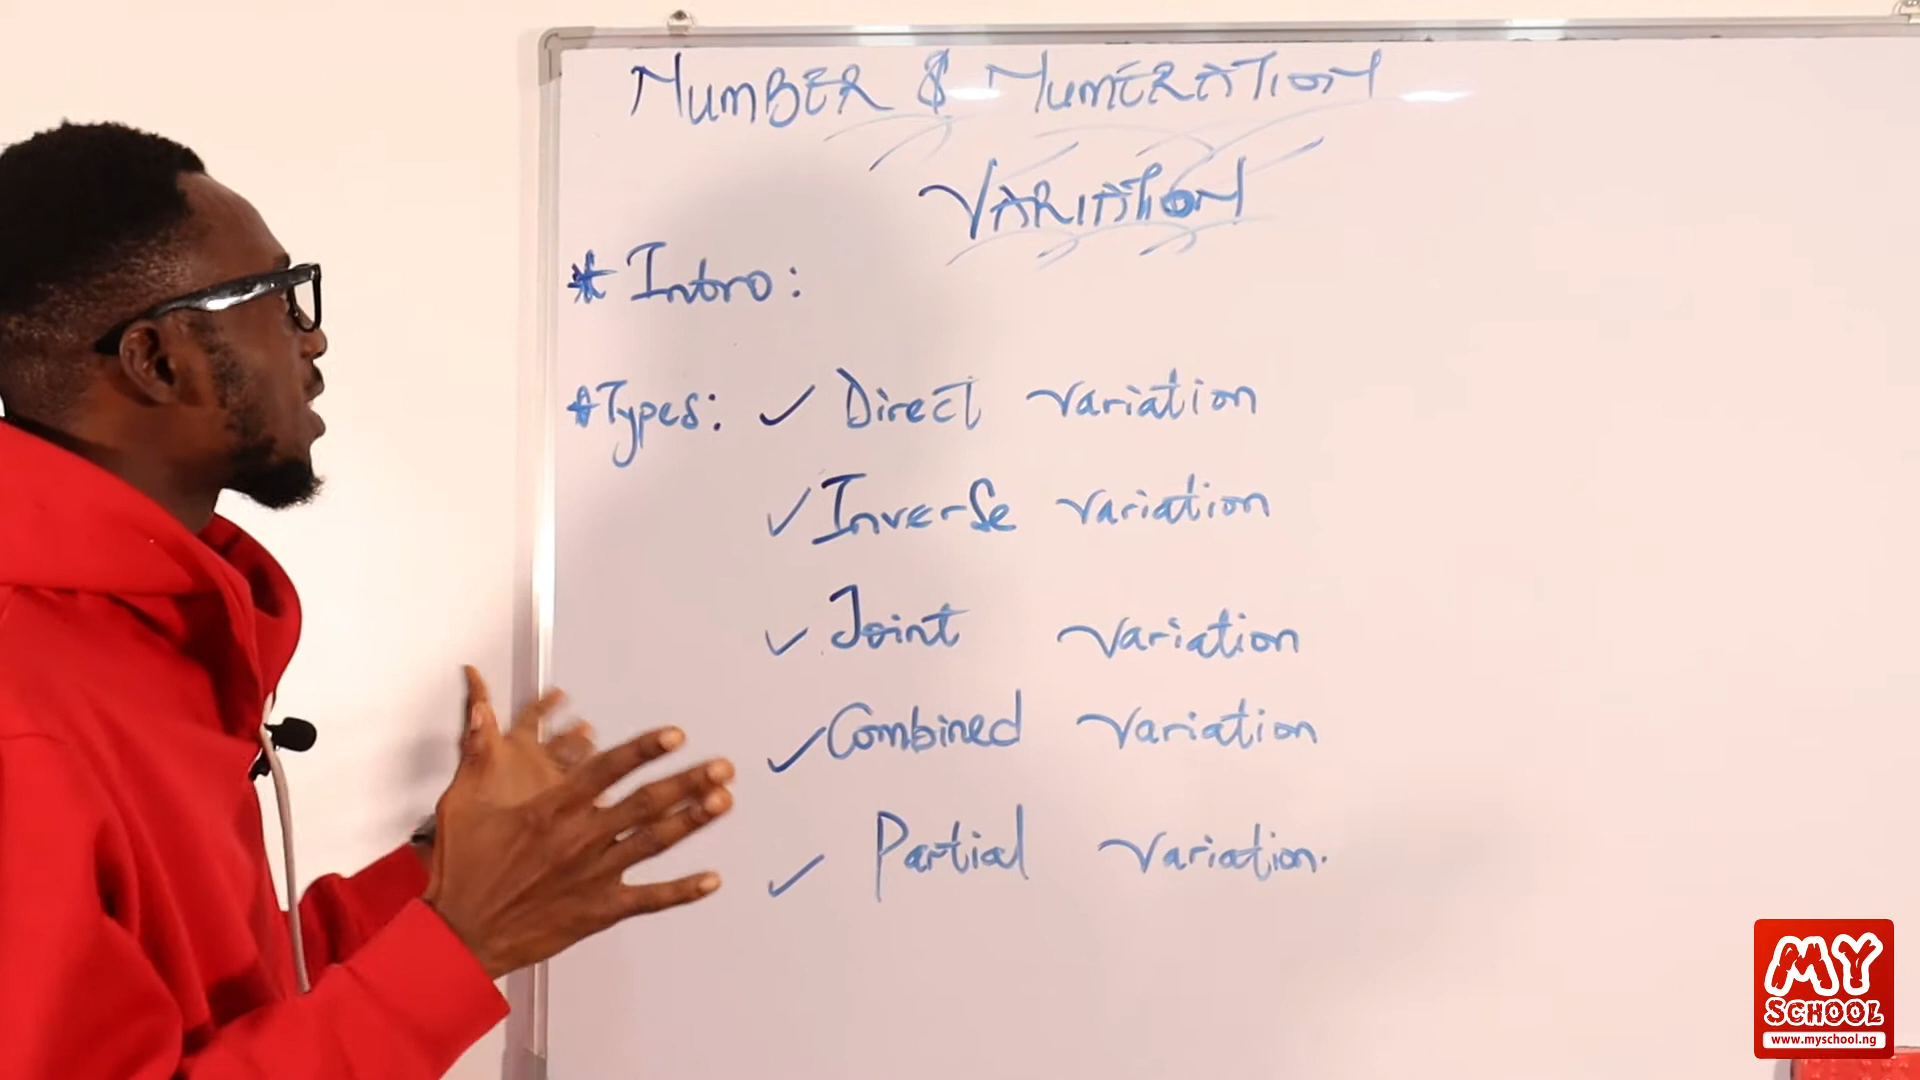 NUMBER & NUMERATION
VARIATION
* Intro:
* Types: ✓ Direct variation
✓ Inverse variation
✓ Joint variation
✓ Combined variation
✓ Partial variation.
MY
SCHOOL
www.myschool.ng